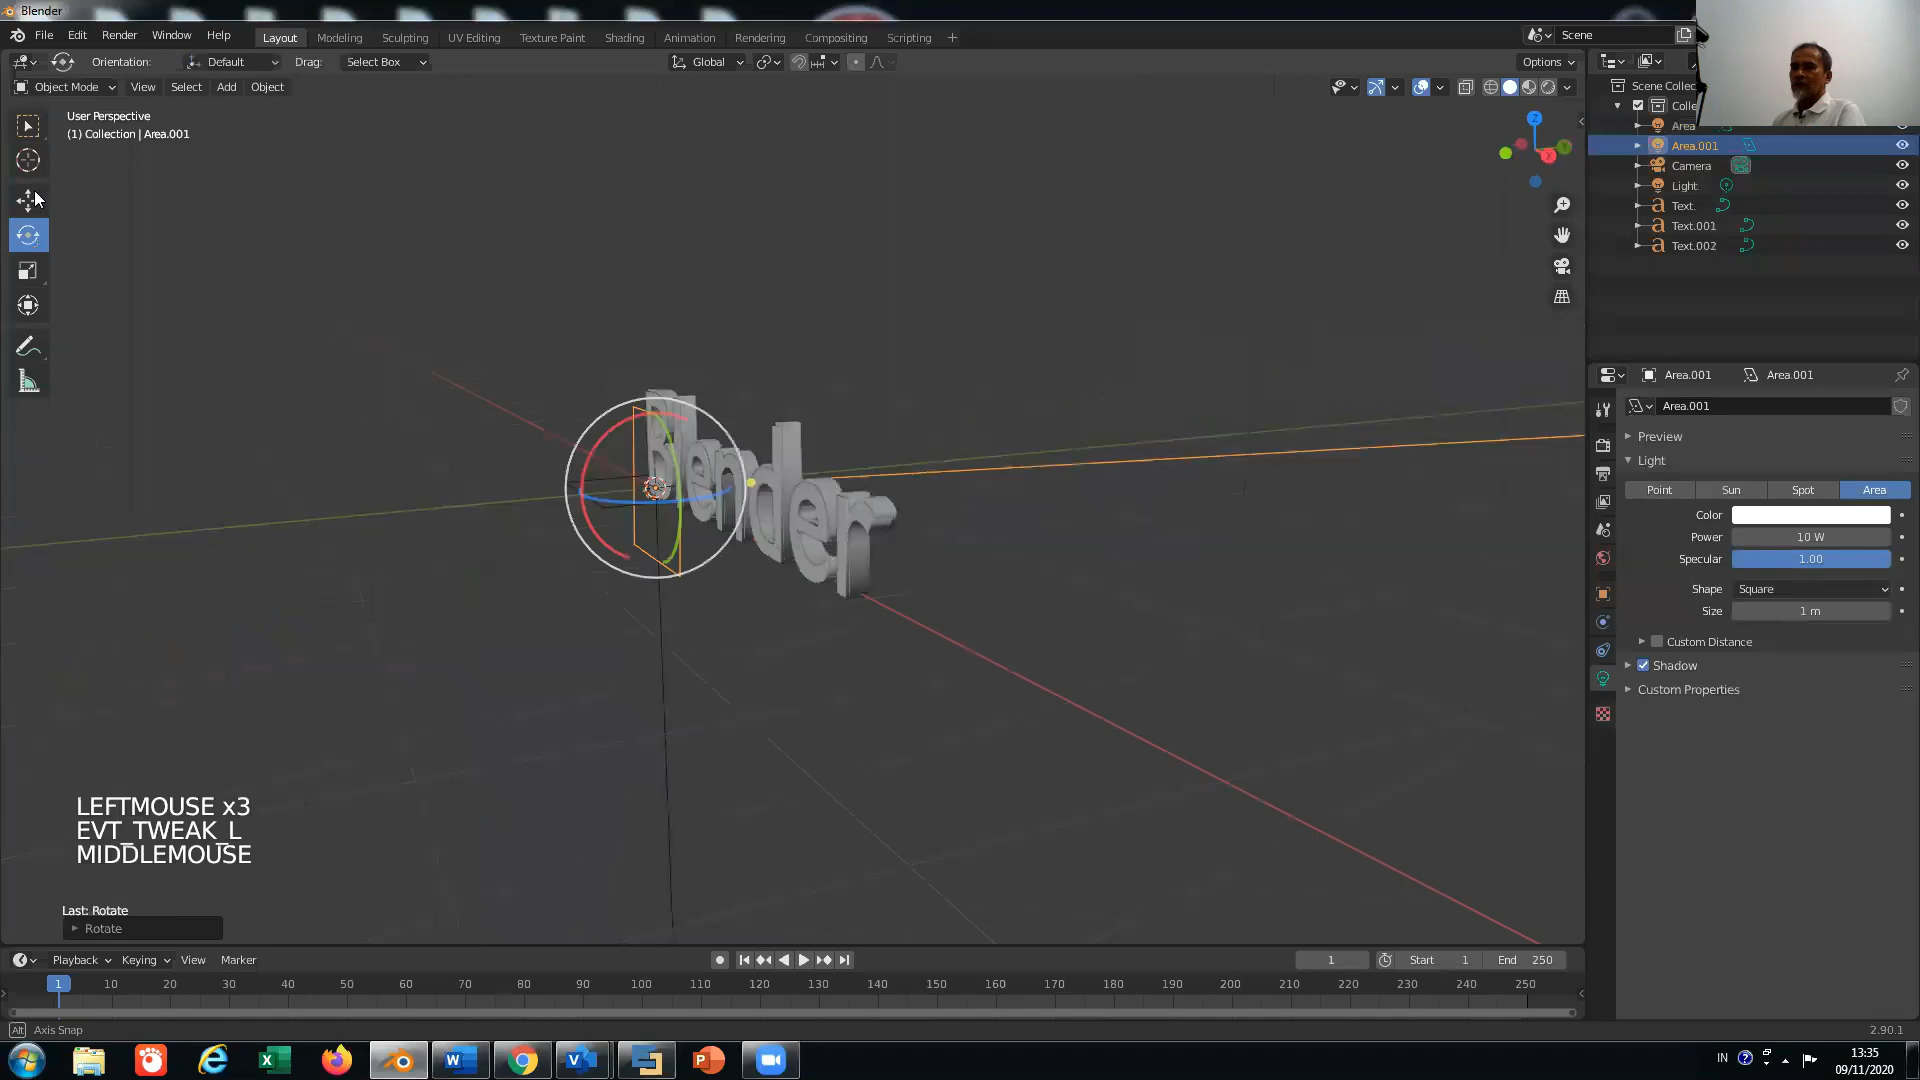 Blender
File Edit Render Window Help
Layout Modeling Sculpting UV Editing Texture Paint Shading Animation Rendering Compositing Scripting +
Scene
Orientation: Default Drag: Select Box
Global
Options
Object Mode View Select Add Object
User Perspective
(1) Collection | Area.001
Scene Collec
Colle
Area
Area.001
Camera
Light
Text
Text.001
Text.002
Z
Y
X
Blender
Area.001 Area.001
Area.001
Preview
Light
Point Sun Spot Area
Color
Power 10 W
Specular 1.00
Shape Square
Size 1 m
Custom Distance
Shadow
Custom Properties
LEFTMOUSE x3
EVT_TWEAK_L
MIDDLEMOUSE
Last: Rotate
Rotate
Playback Keying View Marker
1 Start 1 End 250
1 10 20 30 40 50 60 70 80 90 100 110 120 130 140 150 160 170 180 190 200 210 220 230 240 250
Alt Axis Snap
2.90.1
IN
13:35
09/11/2020